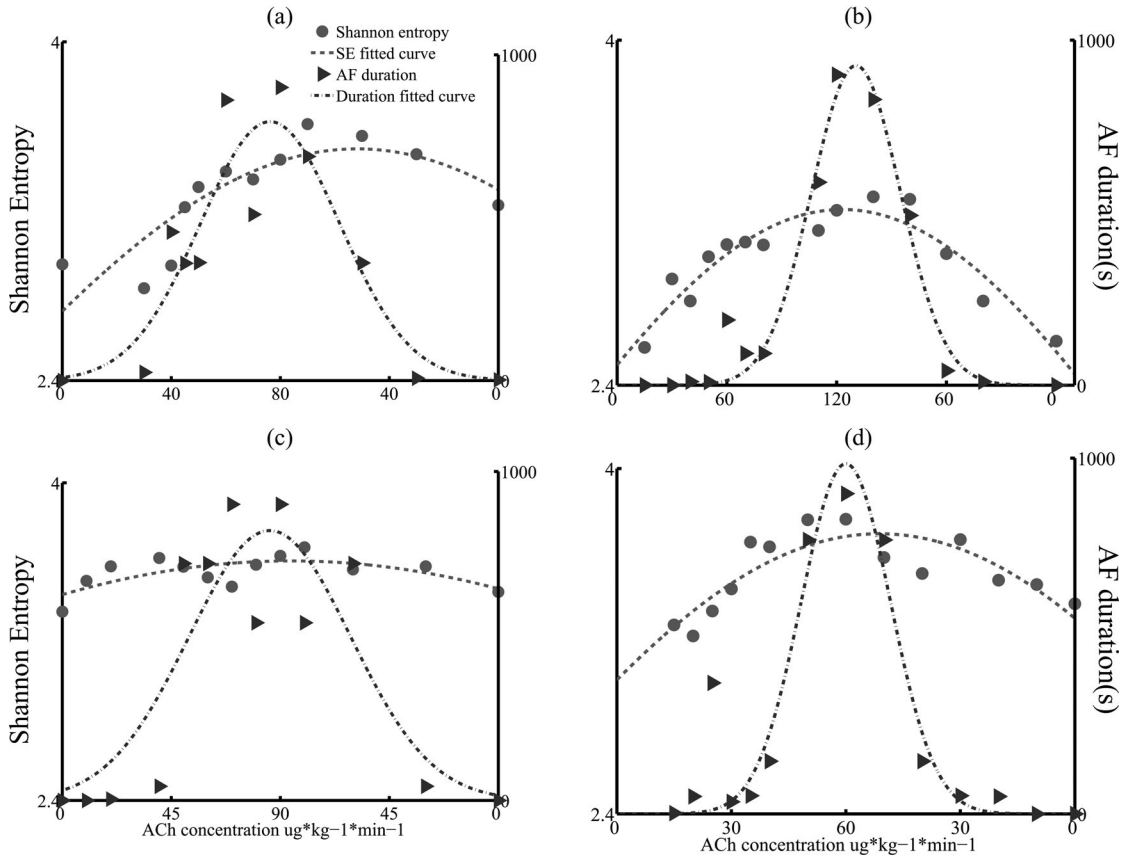 (a)
4
1000
Shannon entropy
SE fitted curve
AF duration
Duration fitted curve
Shannon Entropy
2.4
0
0 40 80 40 0
(b)
4
1000
AF duration(s)
2.4
0
0 60 120 60 0
(c)
4
1000
Shannon Entropy
2.4
0
0 45 90 45 0
ACh concentration ug*kg−1*min−1
(d)
4
1000
AF duration(s)
2.4
0
0 30 60 30 0
ACh concentration ug*kg−1*min−1